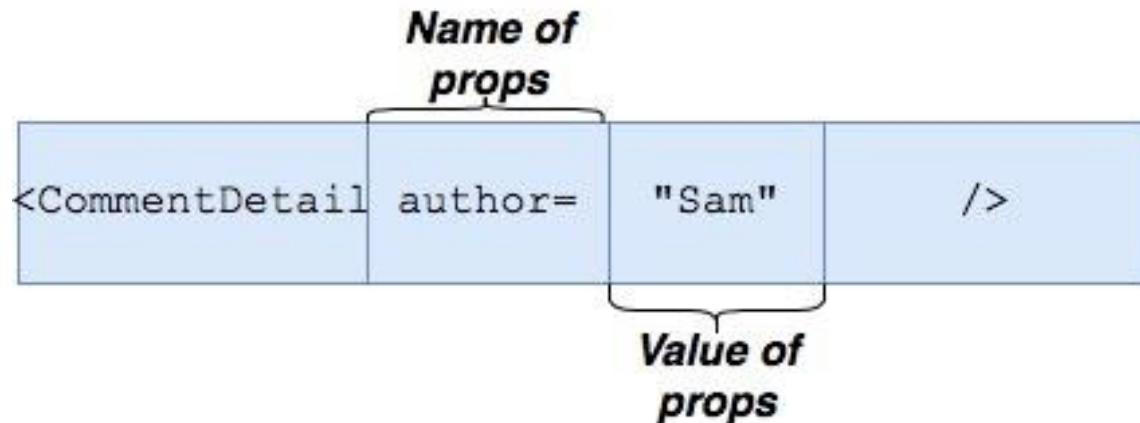 Name of
props
<CommentDetail author= "Sam" />
Value of
props